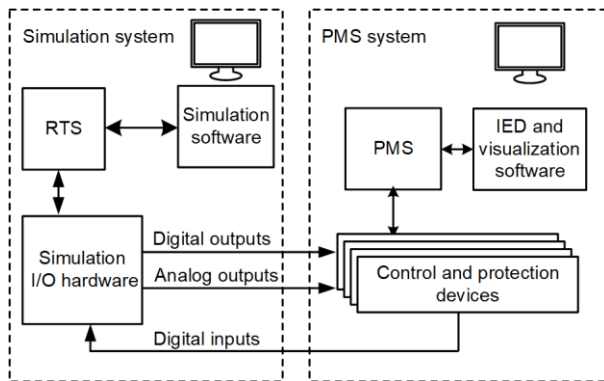 Simulation system
RTS
Simulation
software
Simulation
I/O hardware
Digital outputs
Analog outputs
Digital inputs
PMS system
PMS
IED and
visualization
software
Control and protection
devices